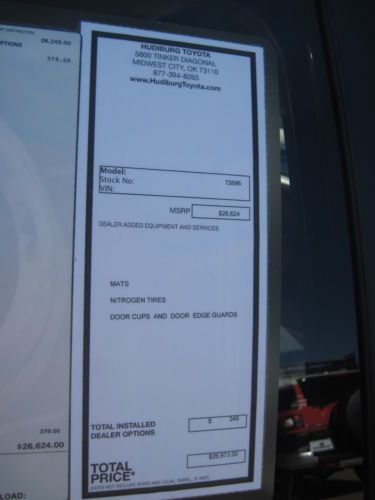 OPTIONS
26,245.00
379.00
HUDIBURG TOYOTA
5800 TINKER DIAGONAL
MIDWEST CITY, OK 73110
877-394-8265
www.HudiburgToyota.com
Model:
Stock No: 72696
VIN:
MSRP $26,624
DEALER ADDED EQUIPMENT AND SERVICES
MATS
NITROGEN TIRES
DOOR CUPS AND DOOR EDGE GUARDS
379.00
$26,624.00
LOAD:
TOTAL INSTALLED
DEALER OPTIONS
$ 349
TOTAL
PRICE*
$26,973.00